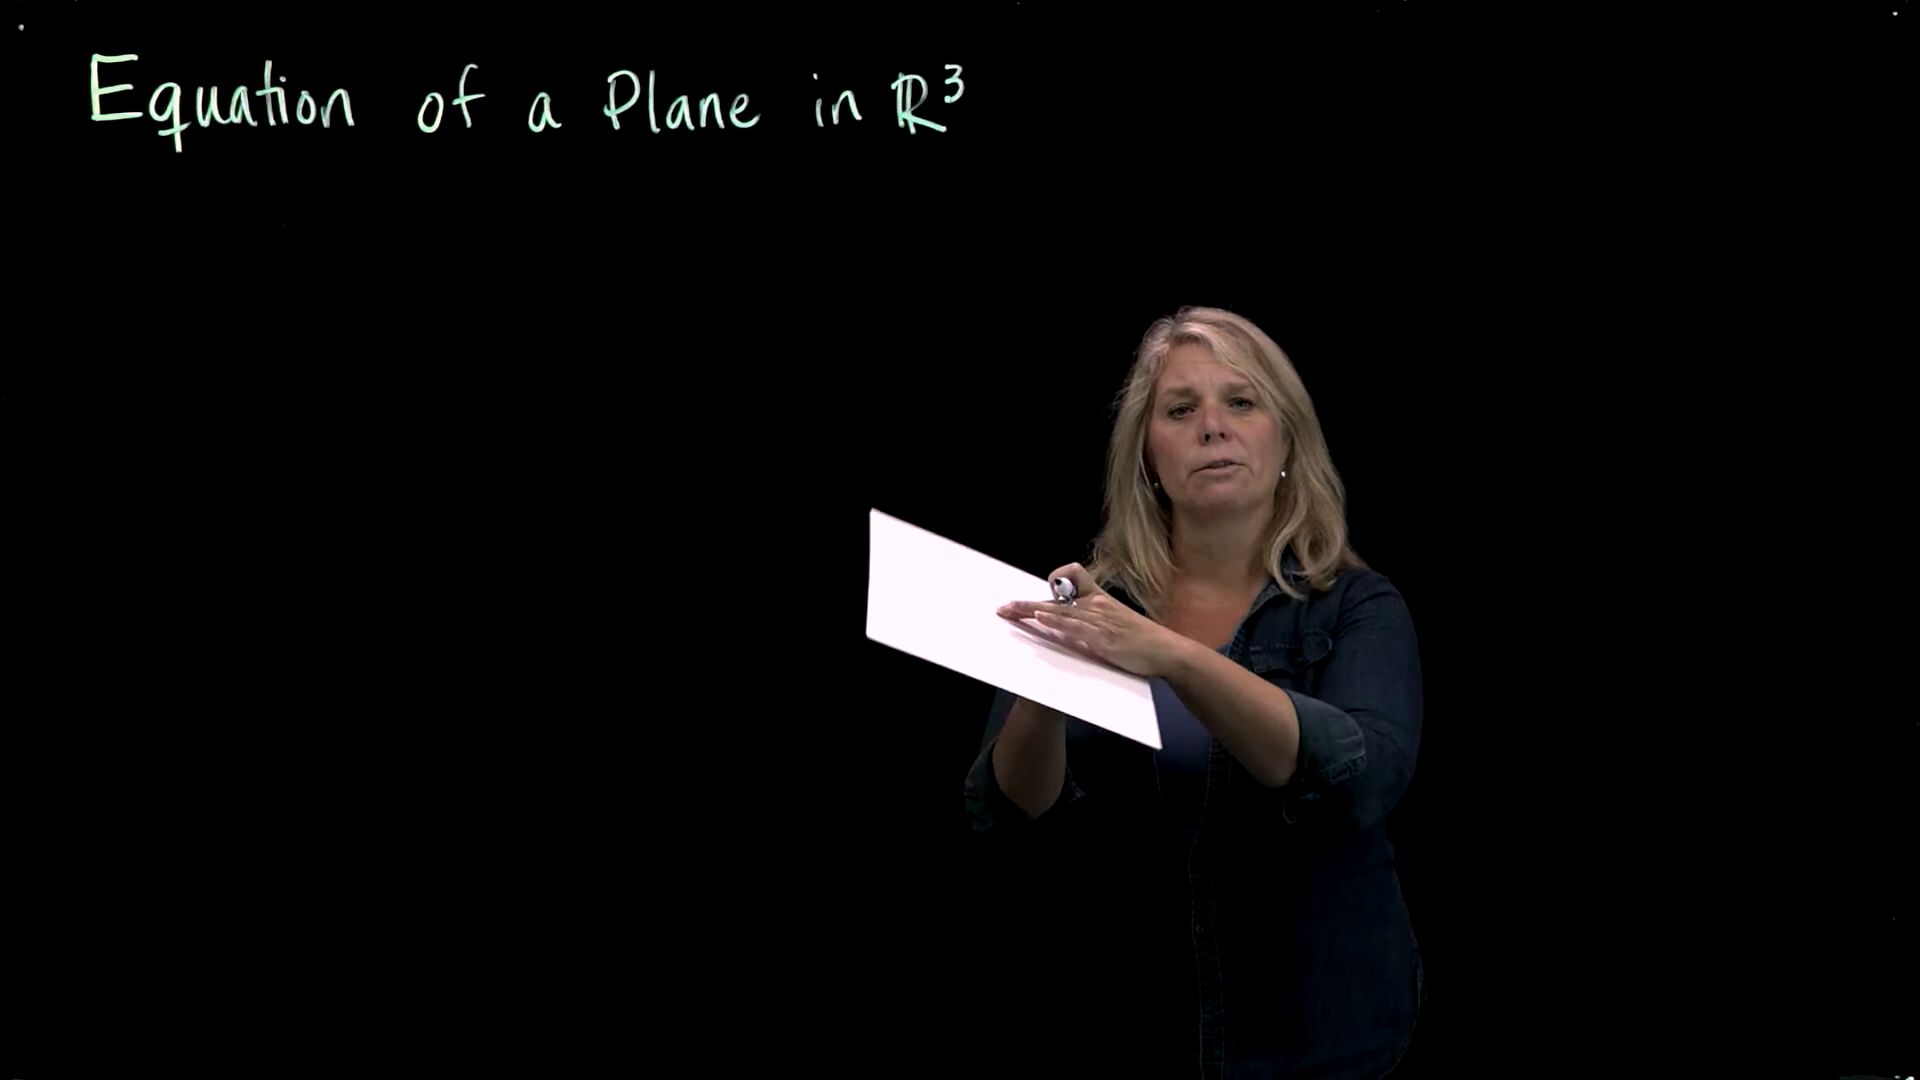 Equation of a Plane in ℝ³